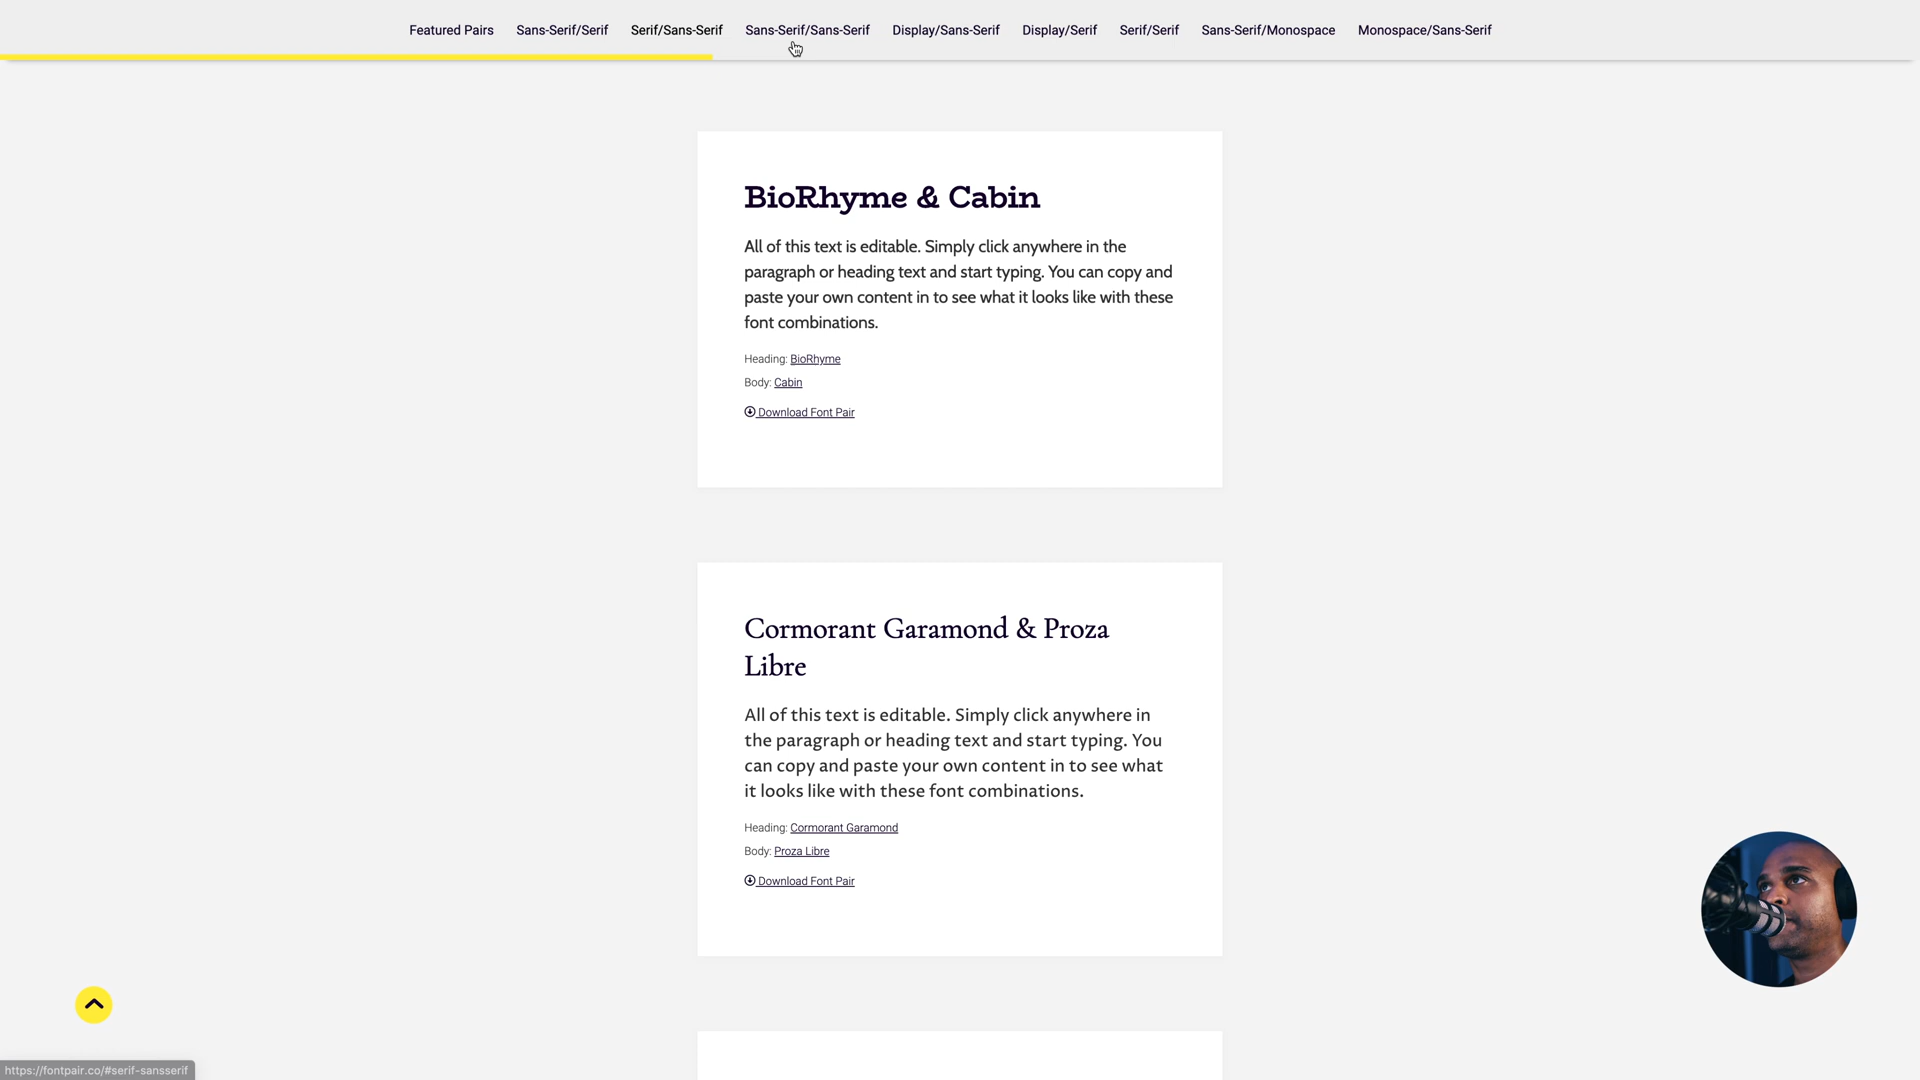 Featured Pairs
Sans-Serif/Serif
Serif/Sans-Serif
Sans-Serif/Sans-Serif
Display/Sans-Serif
Display/Serif
Serif/Serif
Sans-Serif/Monospace
Monospace/Sans-Serif
BioRhyme & Cabin
All of this text is editable. Simply click anywhere in the
paragraph or heading text and start typing. You can copy and
paste your own content in to see what it looks like with these
font combinations.
Heading: BioRhyme
Body: Cabin
Download Font Pair
Cormorant Garamond & Proza
Libre
All of this text is editable. Simply click anywhere in
the paragraph or heading text and start typing. You
can copy and paste your own content in to see what
it looks like with these font combinations.
Heading: Cormorant Garamond
Body: Proza Libre
Download Font Pair
https://fontpair.co/#serif-sansserif